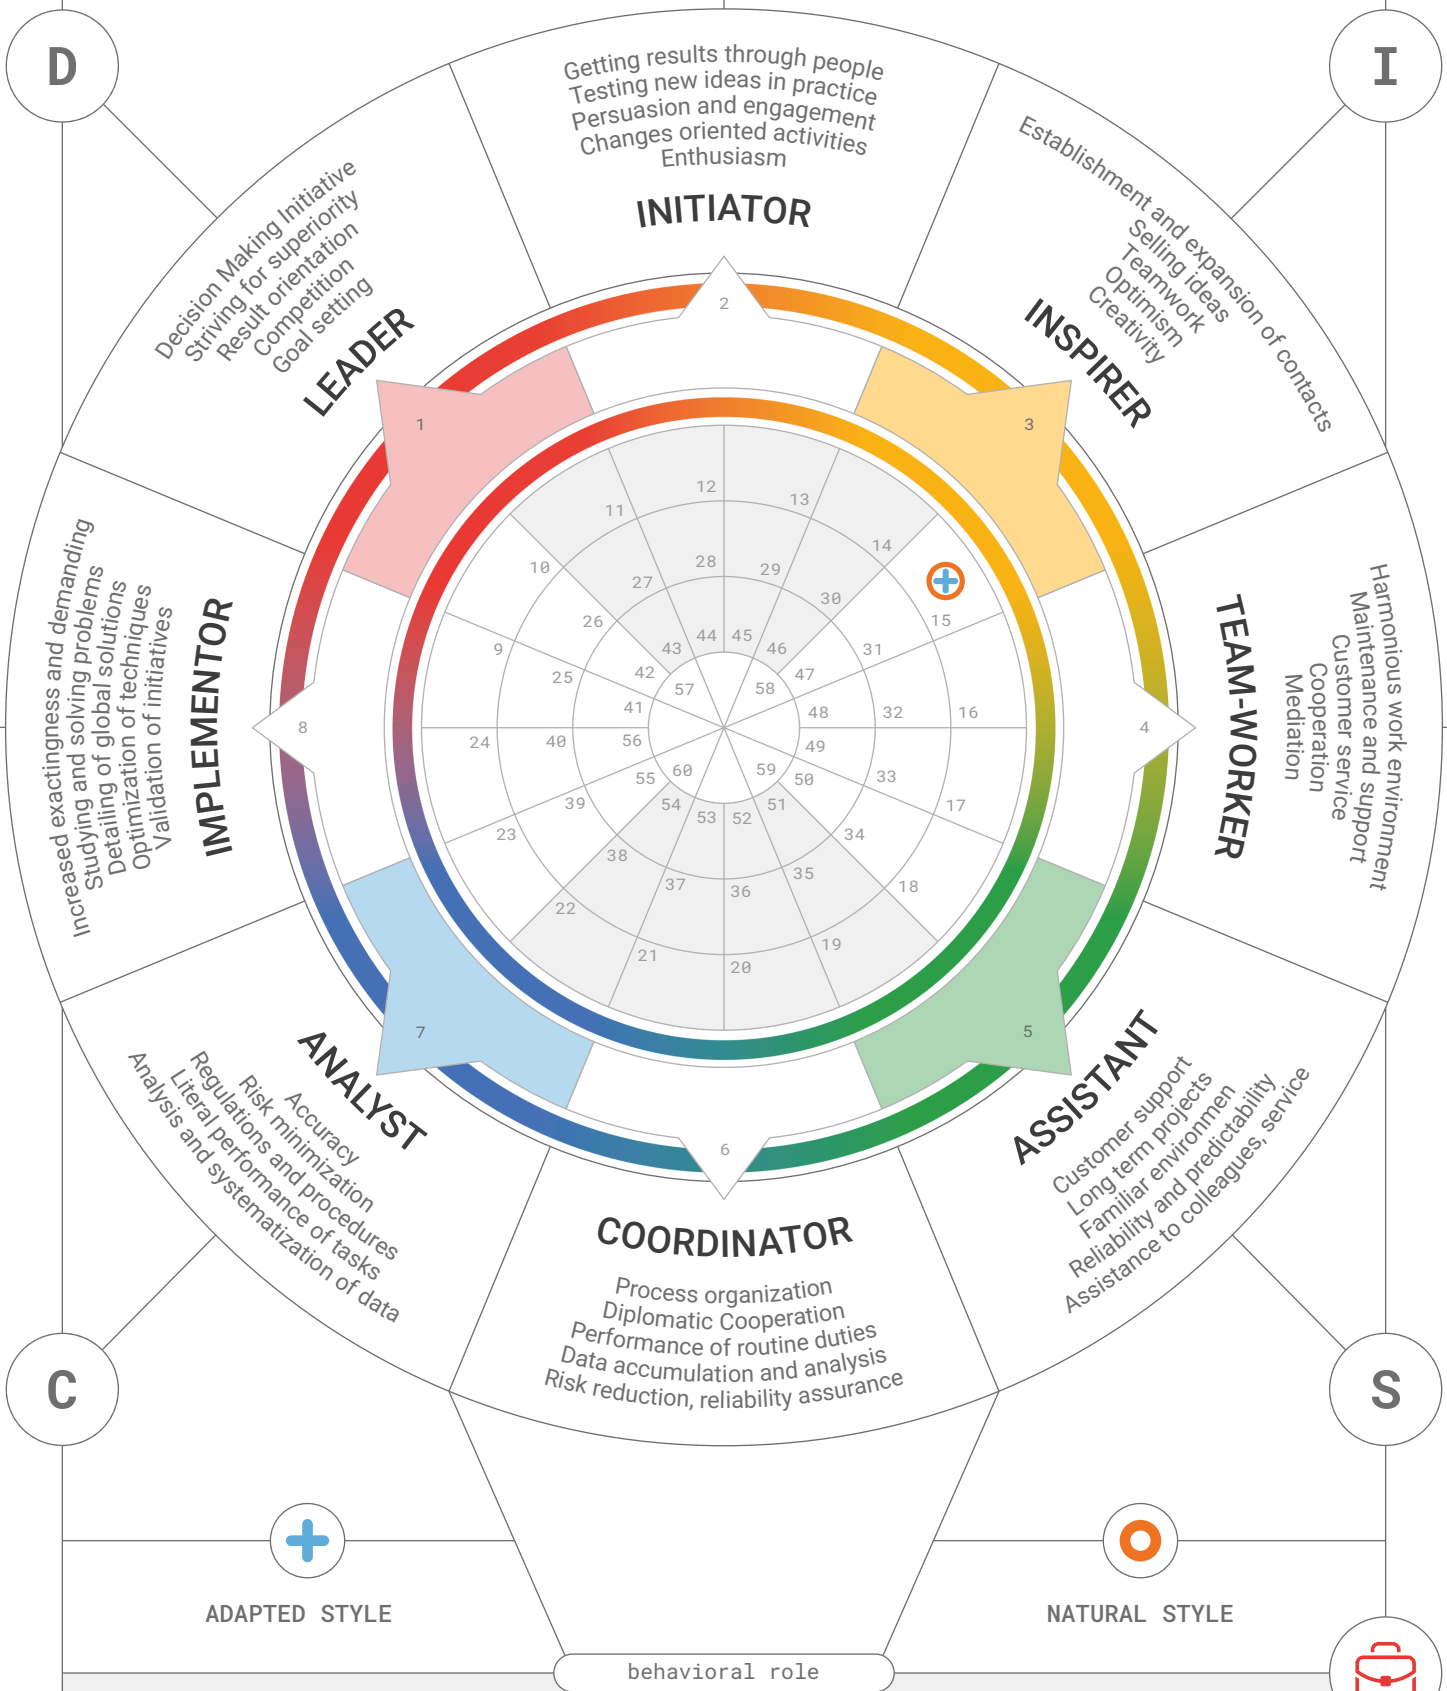 D
I
Getting results through people
Testing new ideas in practice
Persuasion and engagement
Changes oriented activities
Enthusiasm
INITIATOR
Decision Making Initiative
Striving for superiority
Result orientation
Competition
Goal setting
LEADER
Establishment and expansion of contacts
Selling ideas
Teamwork
Optimism
Creativity
INSPIRER
2
1
3
12
13
11
14
10
28
29
27
30
26
15
9
43
44
45
46
31
25
42
47
57
58
41
48
32
16
8
4
24
40
56
49
55
60
59
50
33
39
54
53
52
51
17
23
34
38
37
36
35
18
22
21
20
19
7
5
6
Increased exactingness and demanding
Studying and solving problems
Detailing of global solutions
Optimization of techniques
Validation of initiatives
IMPLEMENTOR
TEAM-WORKER
Harmonious work environment
Maintenance and support
Customer service
Cooperation
Mediation
ANALYST
Accuracy
Risk minimization
Regulations and procedures
Literal performance of tasks
Analysis and systematization of data
ASSISTANT
Customer support
Long term projects
Familiar environmen
Reliability and predictability
Assistance to colleagues, service
COORDINATOR
Process organization
Diplomatic Cooperation
Performance of routine duties
Data accumulation and analysis
Risk reduction, reliability assurance
C
S
ADAPTED STYLE
NATURAL STYLE
behavioral role